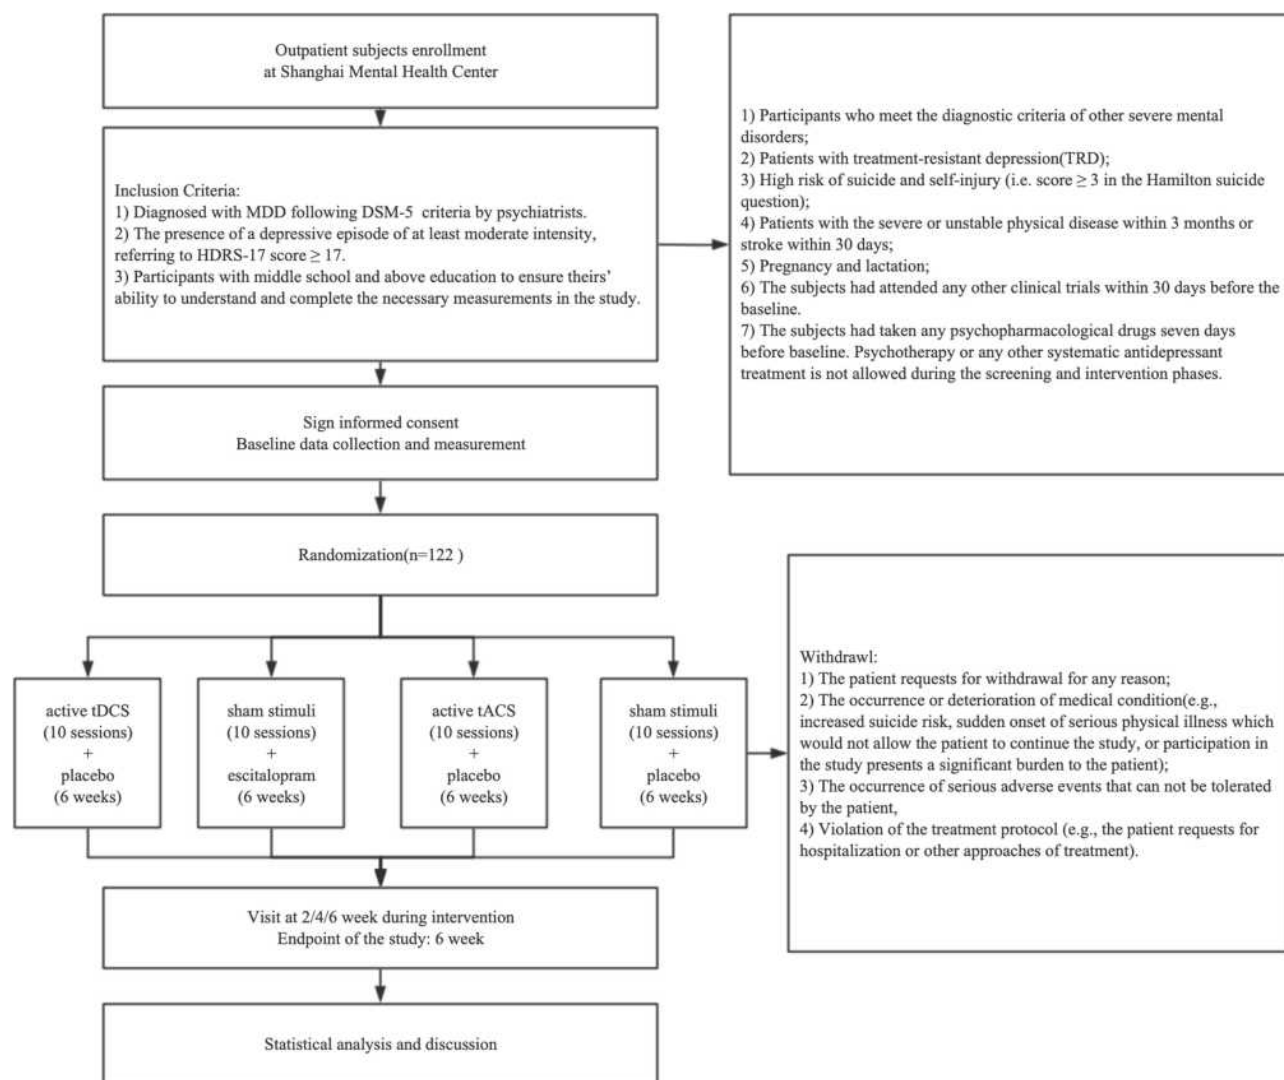 Outpatient subjects enrollment
at Shanghai Mental Health Center
Inclusion Criteria:
1) Diagnosed with MDD following DSM-5 criteria by psychiatrists.
2) The presence of a depressive episode of at least moderate intensity,
referring to HDRS-17 score ≥ 17.
3) Participants with middle school and above education to ensure theirs’
ability to understand and complete the necessary measurements in the study.
1) Participants who meet the diagnostic criteria of other severe mental
disorders;
2) Patients with treatment-resistant depression(TRD);
3) High risk of suicide and self-injury (i.e. score ≥ 3 in the Hamilton suicide
question);
4) Patients with the severe or unstable physical disease within 3 months or
stroke within 30 days;
5) Pregnancy and lactation;
6) The subjects had attended any other clinical trials within 30 days before the
baseline.
7) The subjects had taken any psychopharmacological drugs seven days
before baseline. Psychotherapy or any other systematic antidepressant
treatment is not allowed during the screening and intervention phases.
Sign informed consent
Baseline data collection and measurement
Randomization(n=122 )
active tDCS
(10 sessions)
+
placebo
(6 weeks)
sham stimuli
(10 sessions)
+
escitalopram
(6 weeks)
active tACS
(10 sessions)
+
placebo
(6 weeks)
sham stimuli
(10 sessions)
+
placebo
(6 weeks)
Withdrawl:
1) The patient requests for withdrawal for any reason;
2) The occurrence or deterioration of medical condition(e.g.,
increased suicide risk, sudden onset of serious physical illness which
would not allow the patient to continue the study, or participation in
the study presents a significant burden to the patient);
3) The occurrence of serious adverse events that can not be tolerated
by the patient,
4) Violation of the treatment protocol (e.g., the patient requests for
hospitalization or other approaches of treatment).
Visit at 2/4/6 week during intervention
Endpoint of the study: 6 week
Statistical analysis and discussion